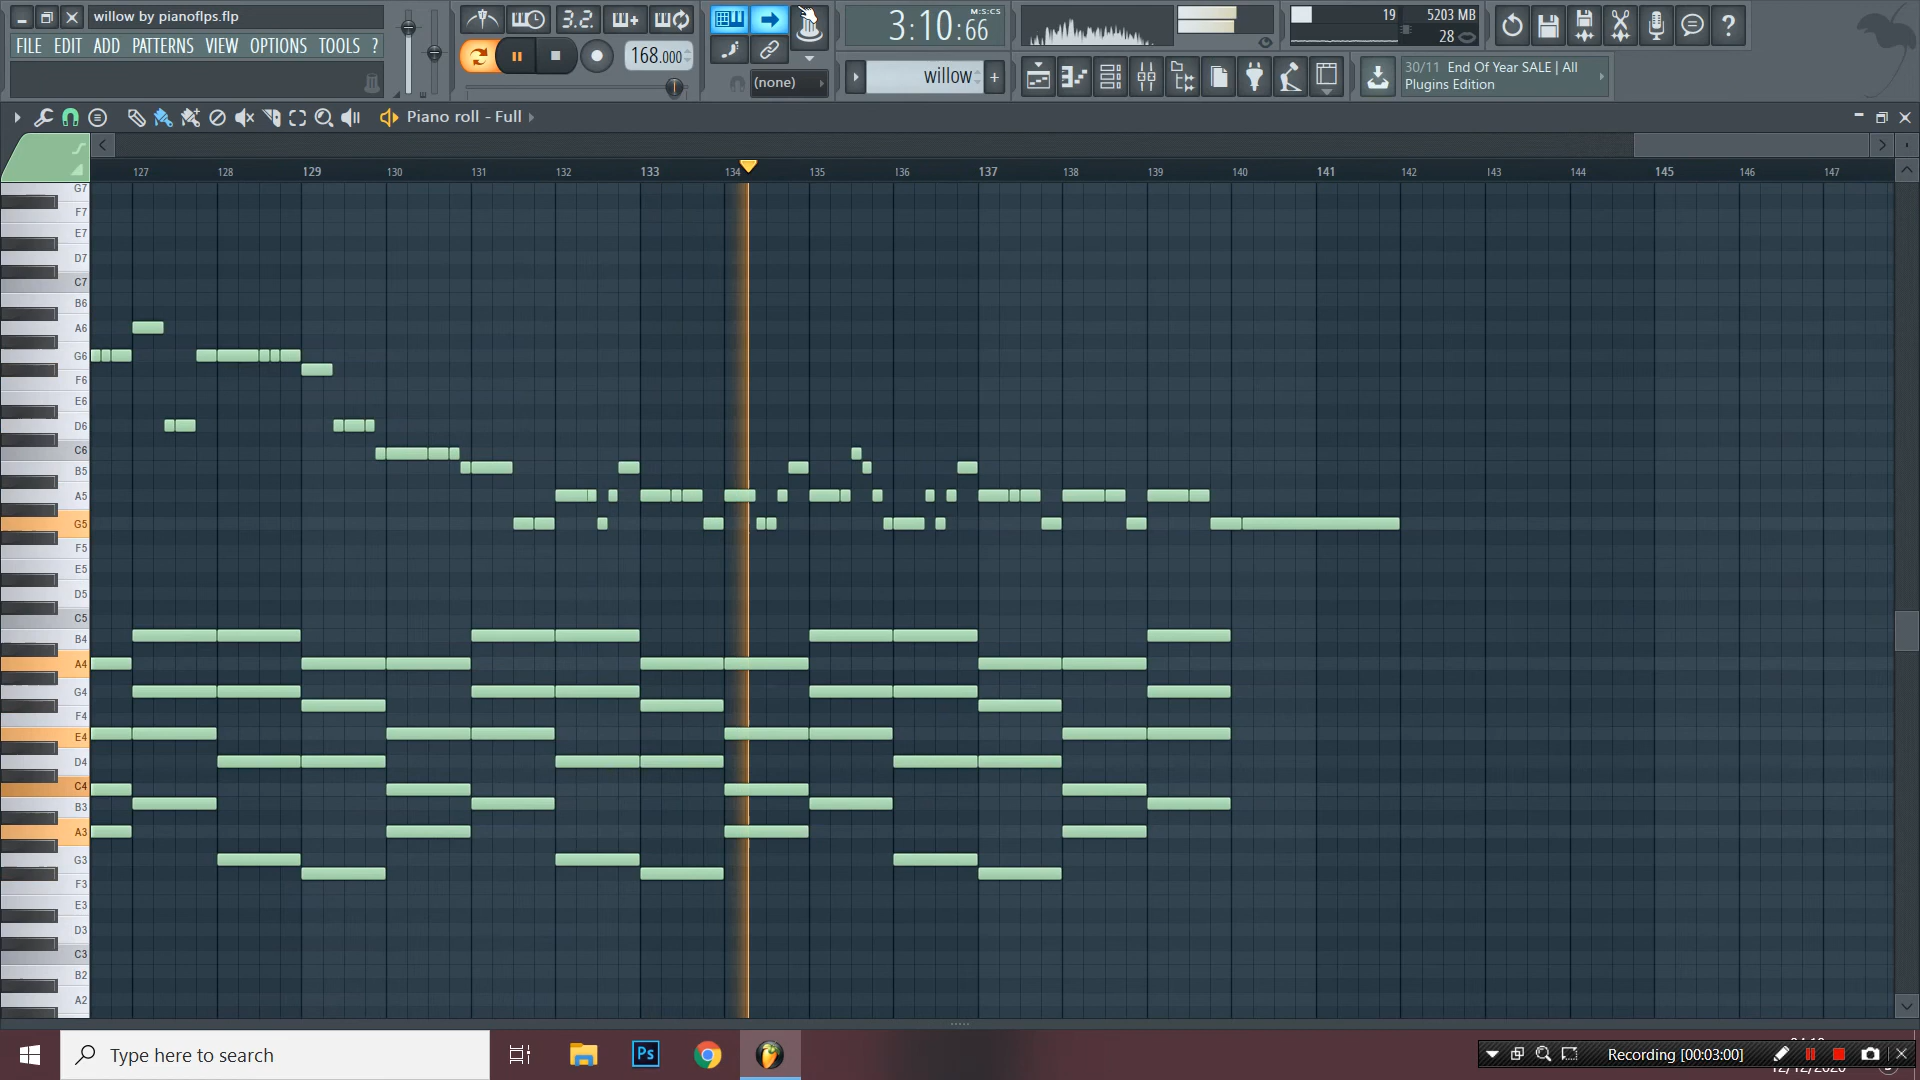 willow by pianoflps.flp
FILE EDIT ADD PATTERNS VIEW OPTIONS TOOLS ?
3.2.
168.000
(none)
3:10:66
M:S:CS
willow
19
5203 MB
28
30/11 End Of Year SALE | All
Plugins Edition
Piano roll - Full
127 128 129 130 131 132 133 134 135 136 137 138 139 140 141 142 143 144 145 146 147
G7
F7
E7
D7
C7
B6
A6
G6
F6
E6
D6
C6
B5
A5
G5
F5
E5
D5
C5
B4
A4
G4
F4
E4
D4
C4
B3
A3
G3
F3
E3
D3
C3
B2
A2
Type here to search
Ps
Recording [00:03:00]